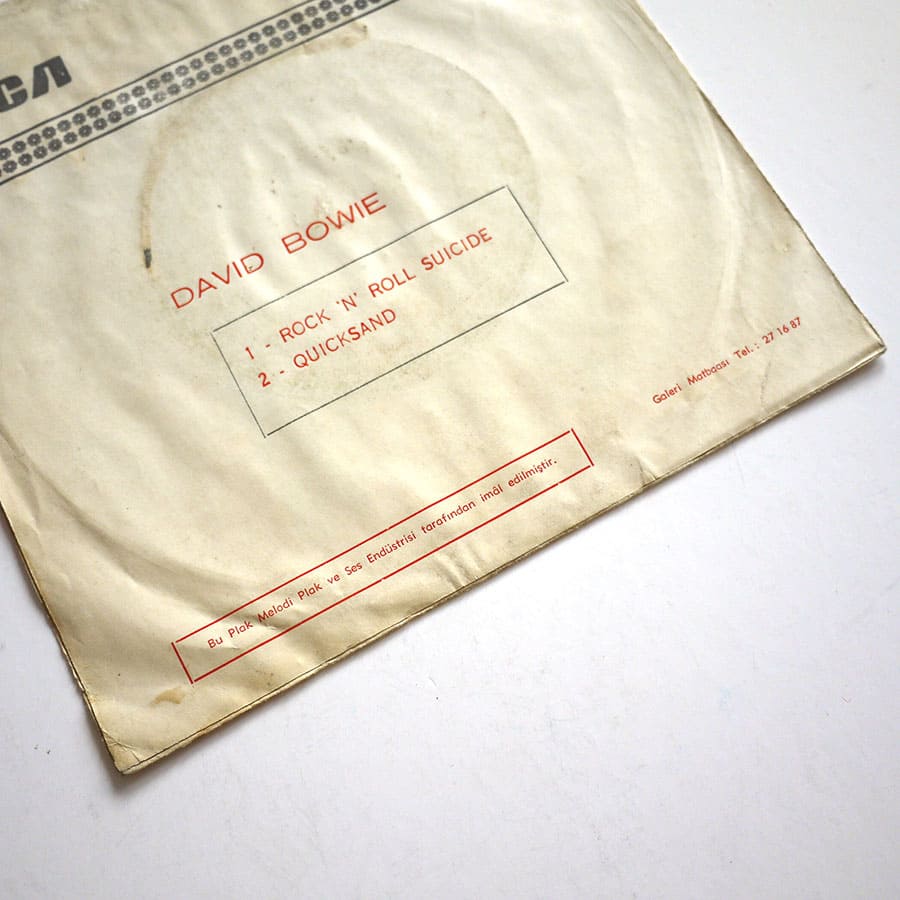 CA
DAVID BOWIE
1 - ROCK 'N' ROLL SUICIDE
2 - QUICKSAND
Galeri Matbaası Tel.: 27 16 87
Bu Plak Melodi Plak ve Ses Endüstrisi tarafından imâl edilmiştir.